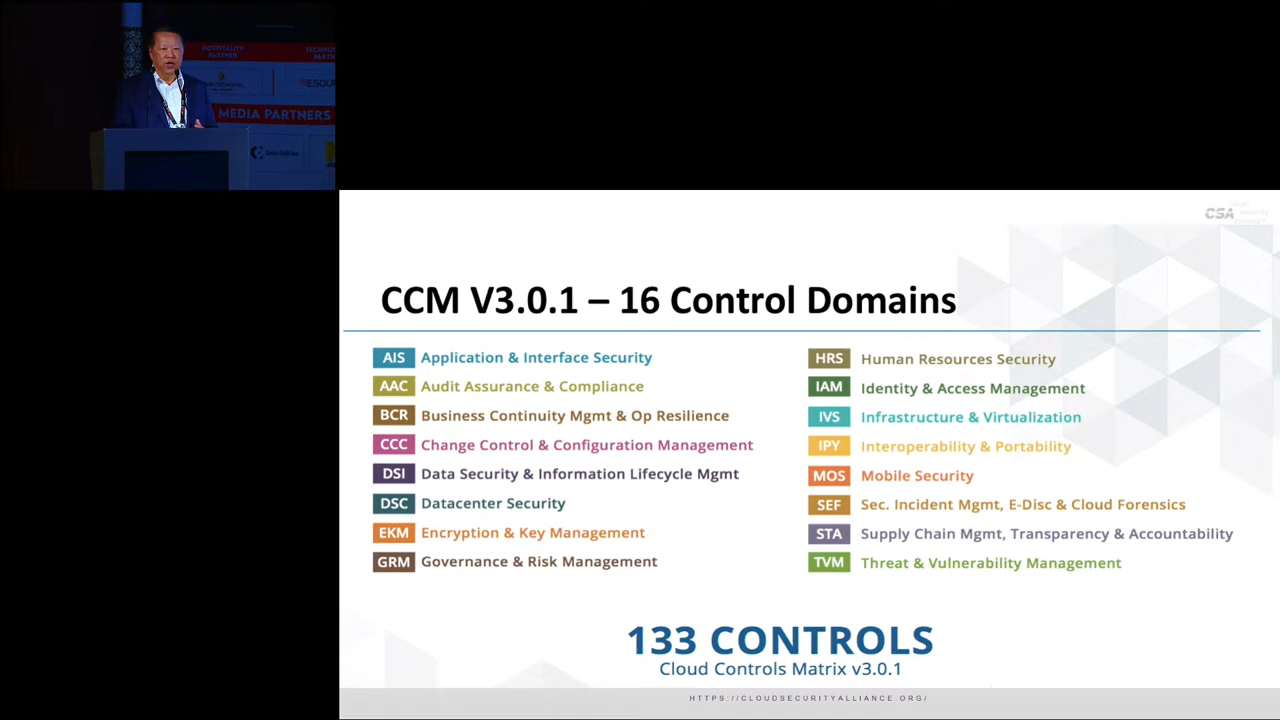 HOSPITALITY
PARTNER
MEDIA PARTNERS
CSA
CCM V3.0.1 – 16 Control Domains
AIS Application & Interface Security
AAC Audit Assurance & Compliance
BCR Business Continuity Mgmt & Op Resilience
CCC Change Control & Configuration Management
DSI Data Security & Information Lifecycle Mgmt
DSC Datacenter Security
EKM Encryption & Key Management
GRM Governance & Risk Management
HRS Human Resources Security
IAM Identity & Access Management
IVS Infrastructure & Virtualization
IPY Interoperability & Portability
MOS Mobile Security
SEF Sec. Incident Mgmt, E-Disc & Cloud Forensics
STA Supply Chain Mgmt, Transparency & Accountability
TVM Threat & Vulnerability Management
133 CONTROLS
Cloud Controls Matrix v3.0.1
HTTPS://CLOUDSECURITYALLIANCE.ORG/